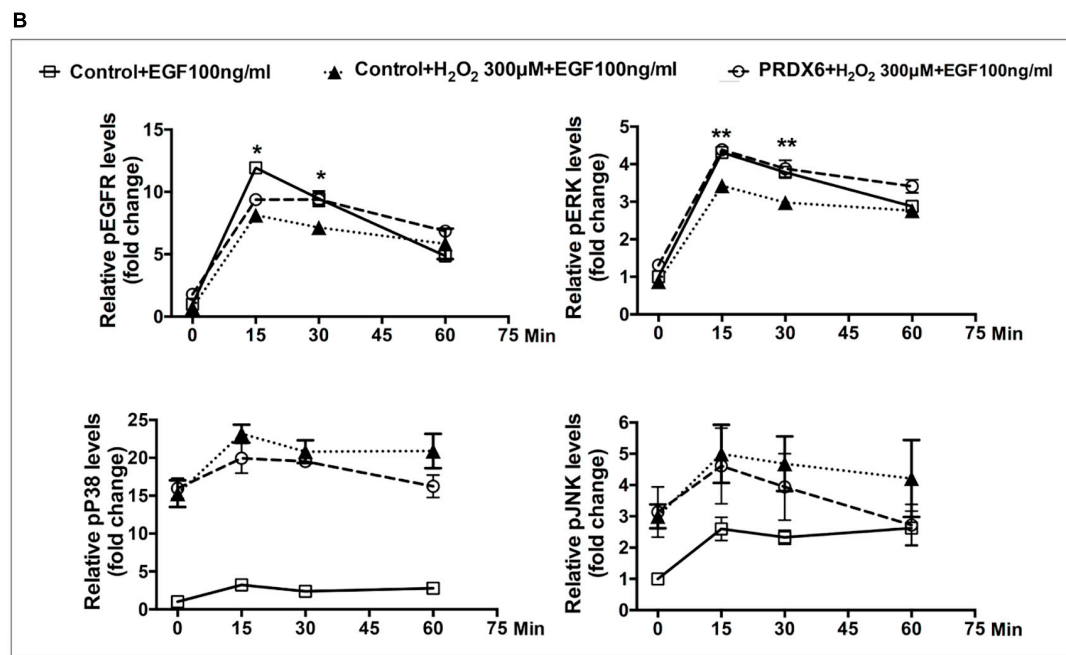 B
Control+EGF100ng/ml
Control+H₂O₂ 300µM+EGF100ng/ml
PRDX6+H₂O₂ 300µM+EGF100ng/ml
Relative pEGFR levels
(fold change)
15
10
5
0
*
*
0 15 30 45 60 75 Min
Relative pERK levels
(fold change)
5
4
3
2
1
0
**
**
0 15 30 45 60 75 Min
Relative pP38 levels
(fold change)
25
20
15
10
5
0
0 15 30 45 60 75 Min
Relative pJNK levels
(fold change)
6
5
4
3
2
1
0
0 15 30 45 60 75 Min